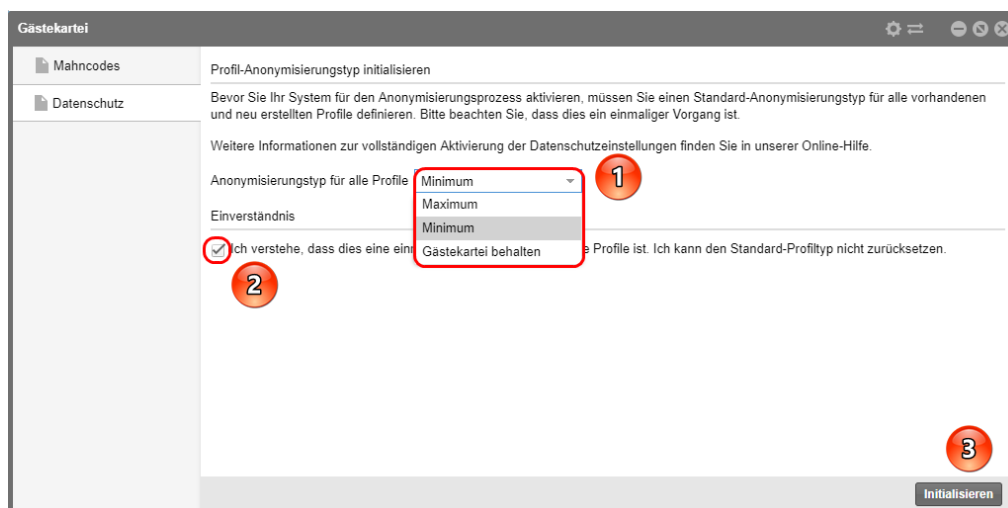 Gästekartei
Mahncodes
Datenschutz
Profil-Anonymisierungstyp initialisieren
Bevor Sie Ihr System für den Anonymisierungsprozess aktivieren, müssen Sie einen Standard-Anonymisierungstyp für alle vorhandenen
und neu erstellten Profile definieren. Bitte beachten Sie, dass dies ein einmaliger Vorgang ist.
Weitere Informationen zur vollständigen Aktivierung der Datenschutzeinstellungen finden Sie in unserer Online-Hilfe.
Anonymisierungstyp für alle Profile Minimum
1
Maximum
Minimum
Gästekartei behalten
Einverständnis
Ich verstehe, dass dies eine Profile ist. Ich kann den Standard-Profiltyp nicht zurücksetzen.
2
3
Initialisieren